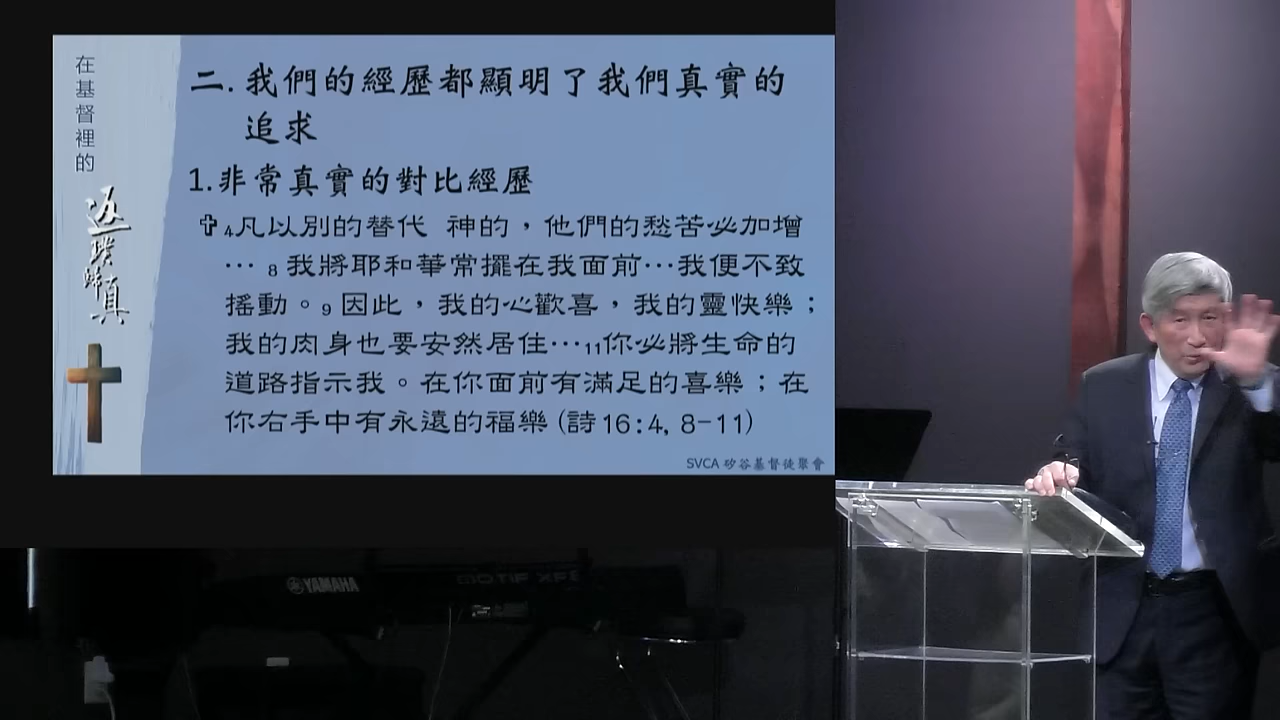 在基督裡的
返璞歸真
二. 我們的經歷都顯明了我們真實的
追求
1.非常真實的對比經歷
✞4凡以別的替代 神的，他們的愁苦必加增
… 8我將耶和華常擺在我面前…我便不致
搖動。9因此，我的心歡喜，我的靈快樂；
我的肉身也要安然居住…11你必將生命的
道路指示我。在你面前有滿足的喜樂；在
你右手中有永遠的福樂 (詩16:4, 8-11)
SVCA 矽谷基督徒聚會
YAMAHA
MOTIF XF8